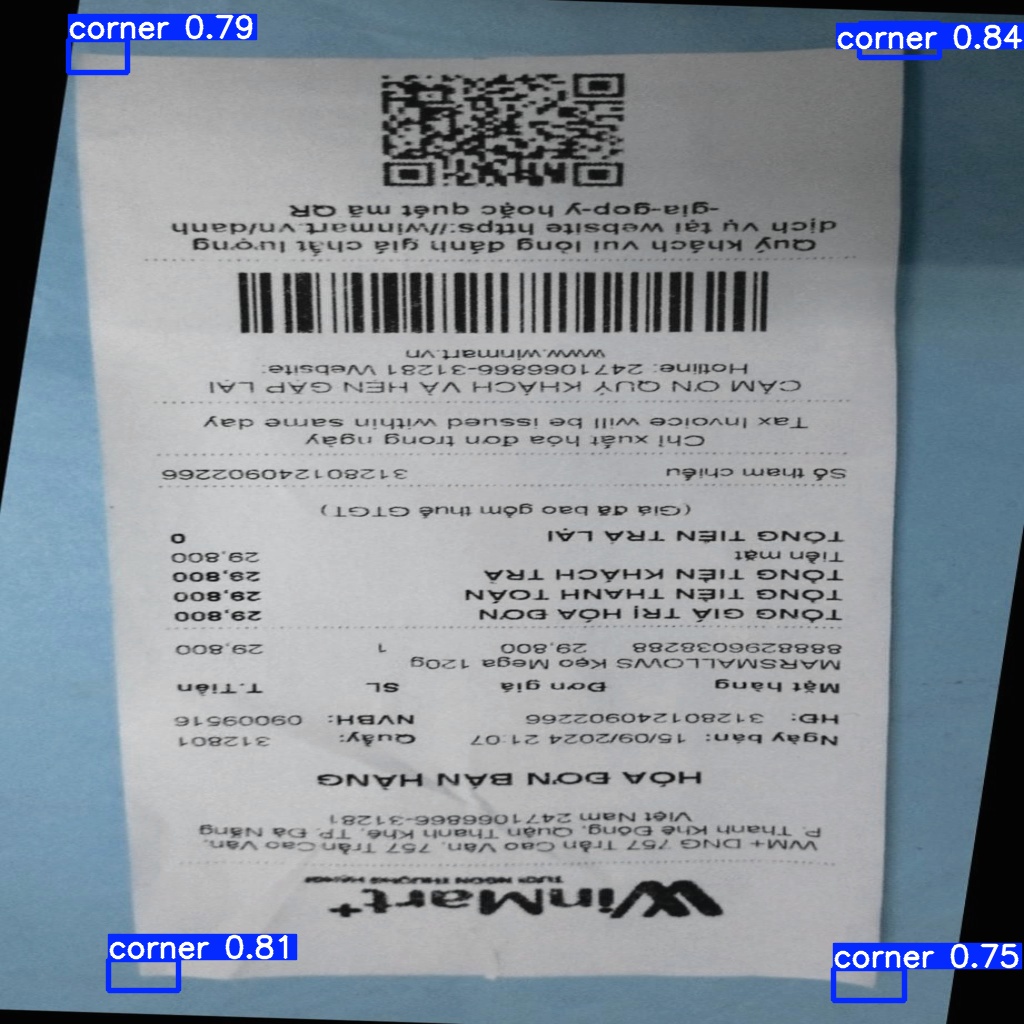 corner 0.79
corner 0.84
WinMart+
TƯƠI NGON THƯỢNG HẠNG
WM+ DNG 757 Trần Cao Vân, 757 Trần Cao Vân,
P. Thanh Khê Đông, Quận Thanh Khê, TP. Đà Nẵng
Việt Nam 2471066866-31281
HÓA ĐƠN BÁN HÀNG
Ngày bán: 15/09/2024 21:07 Quầy: 312801
HĐ: 312801240902266 NVBH: 09009516
Mặt hàng Đơn giá SL T.Tiền
MARSMALLOWS Kẹo Mega 120g
8888296038288 29,800 1 29,800
TỔNG GIÁ TRỊ HÓA ĐƠN 29,800
TỔNG TIỀN THANH TOÁN 29,800
TỔNG TIỀN KHÁCH TRẢ 29,800
Tiền mặt 29,800
TỔNG TIỀN TRẢ LẠI 0
(Giá đã bao gồm thuế GTGT)
Số tham chiếu 312801240902266
Chỉ xuất hóa đơn trong ngày
Tax Invoice will be issued within same day
CẢM ƠN QUÝ KHÁCH VÀ HẸN GẶP LẠI
Hotline: 2471066866-31281 Website:
www.winmart.vn
Quý khách vui lòng đánh giá chất lượng
dịch vụ tại website https://winmart.vn/danh
-gia-gop-y hoặc quét mã QR
corner 0.81
corner 0.75